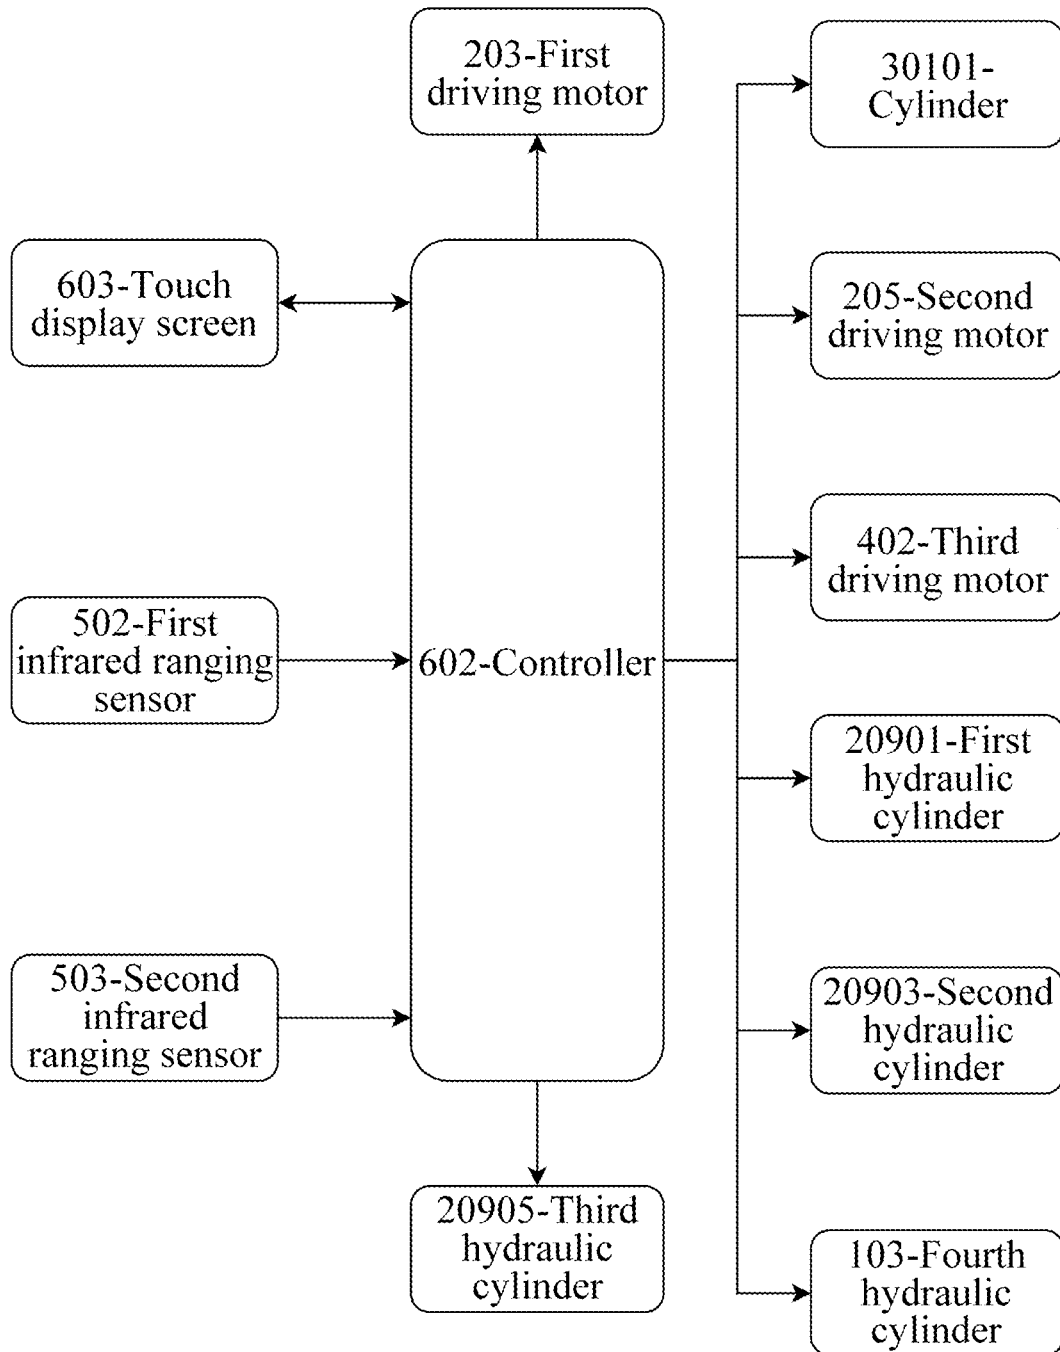 203-First
driving motor
30101-
Cylinder
603-Touch
display screen
205-Second
driving motor
402-Third
driving motor
502-First
infrared ranging
sensor
602-Controller
20901-First
hydraulic
cylinder
503-Second
infrared
ranging sensor
20903-Second
hydraulic
cylinder
20905-Third
hydraulic
cylinder
103-Fourth
hydraulic
cylinder